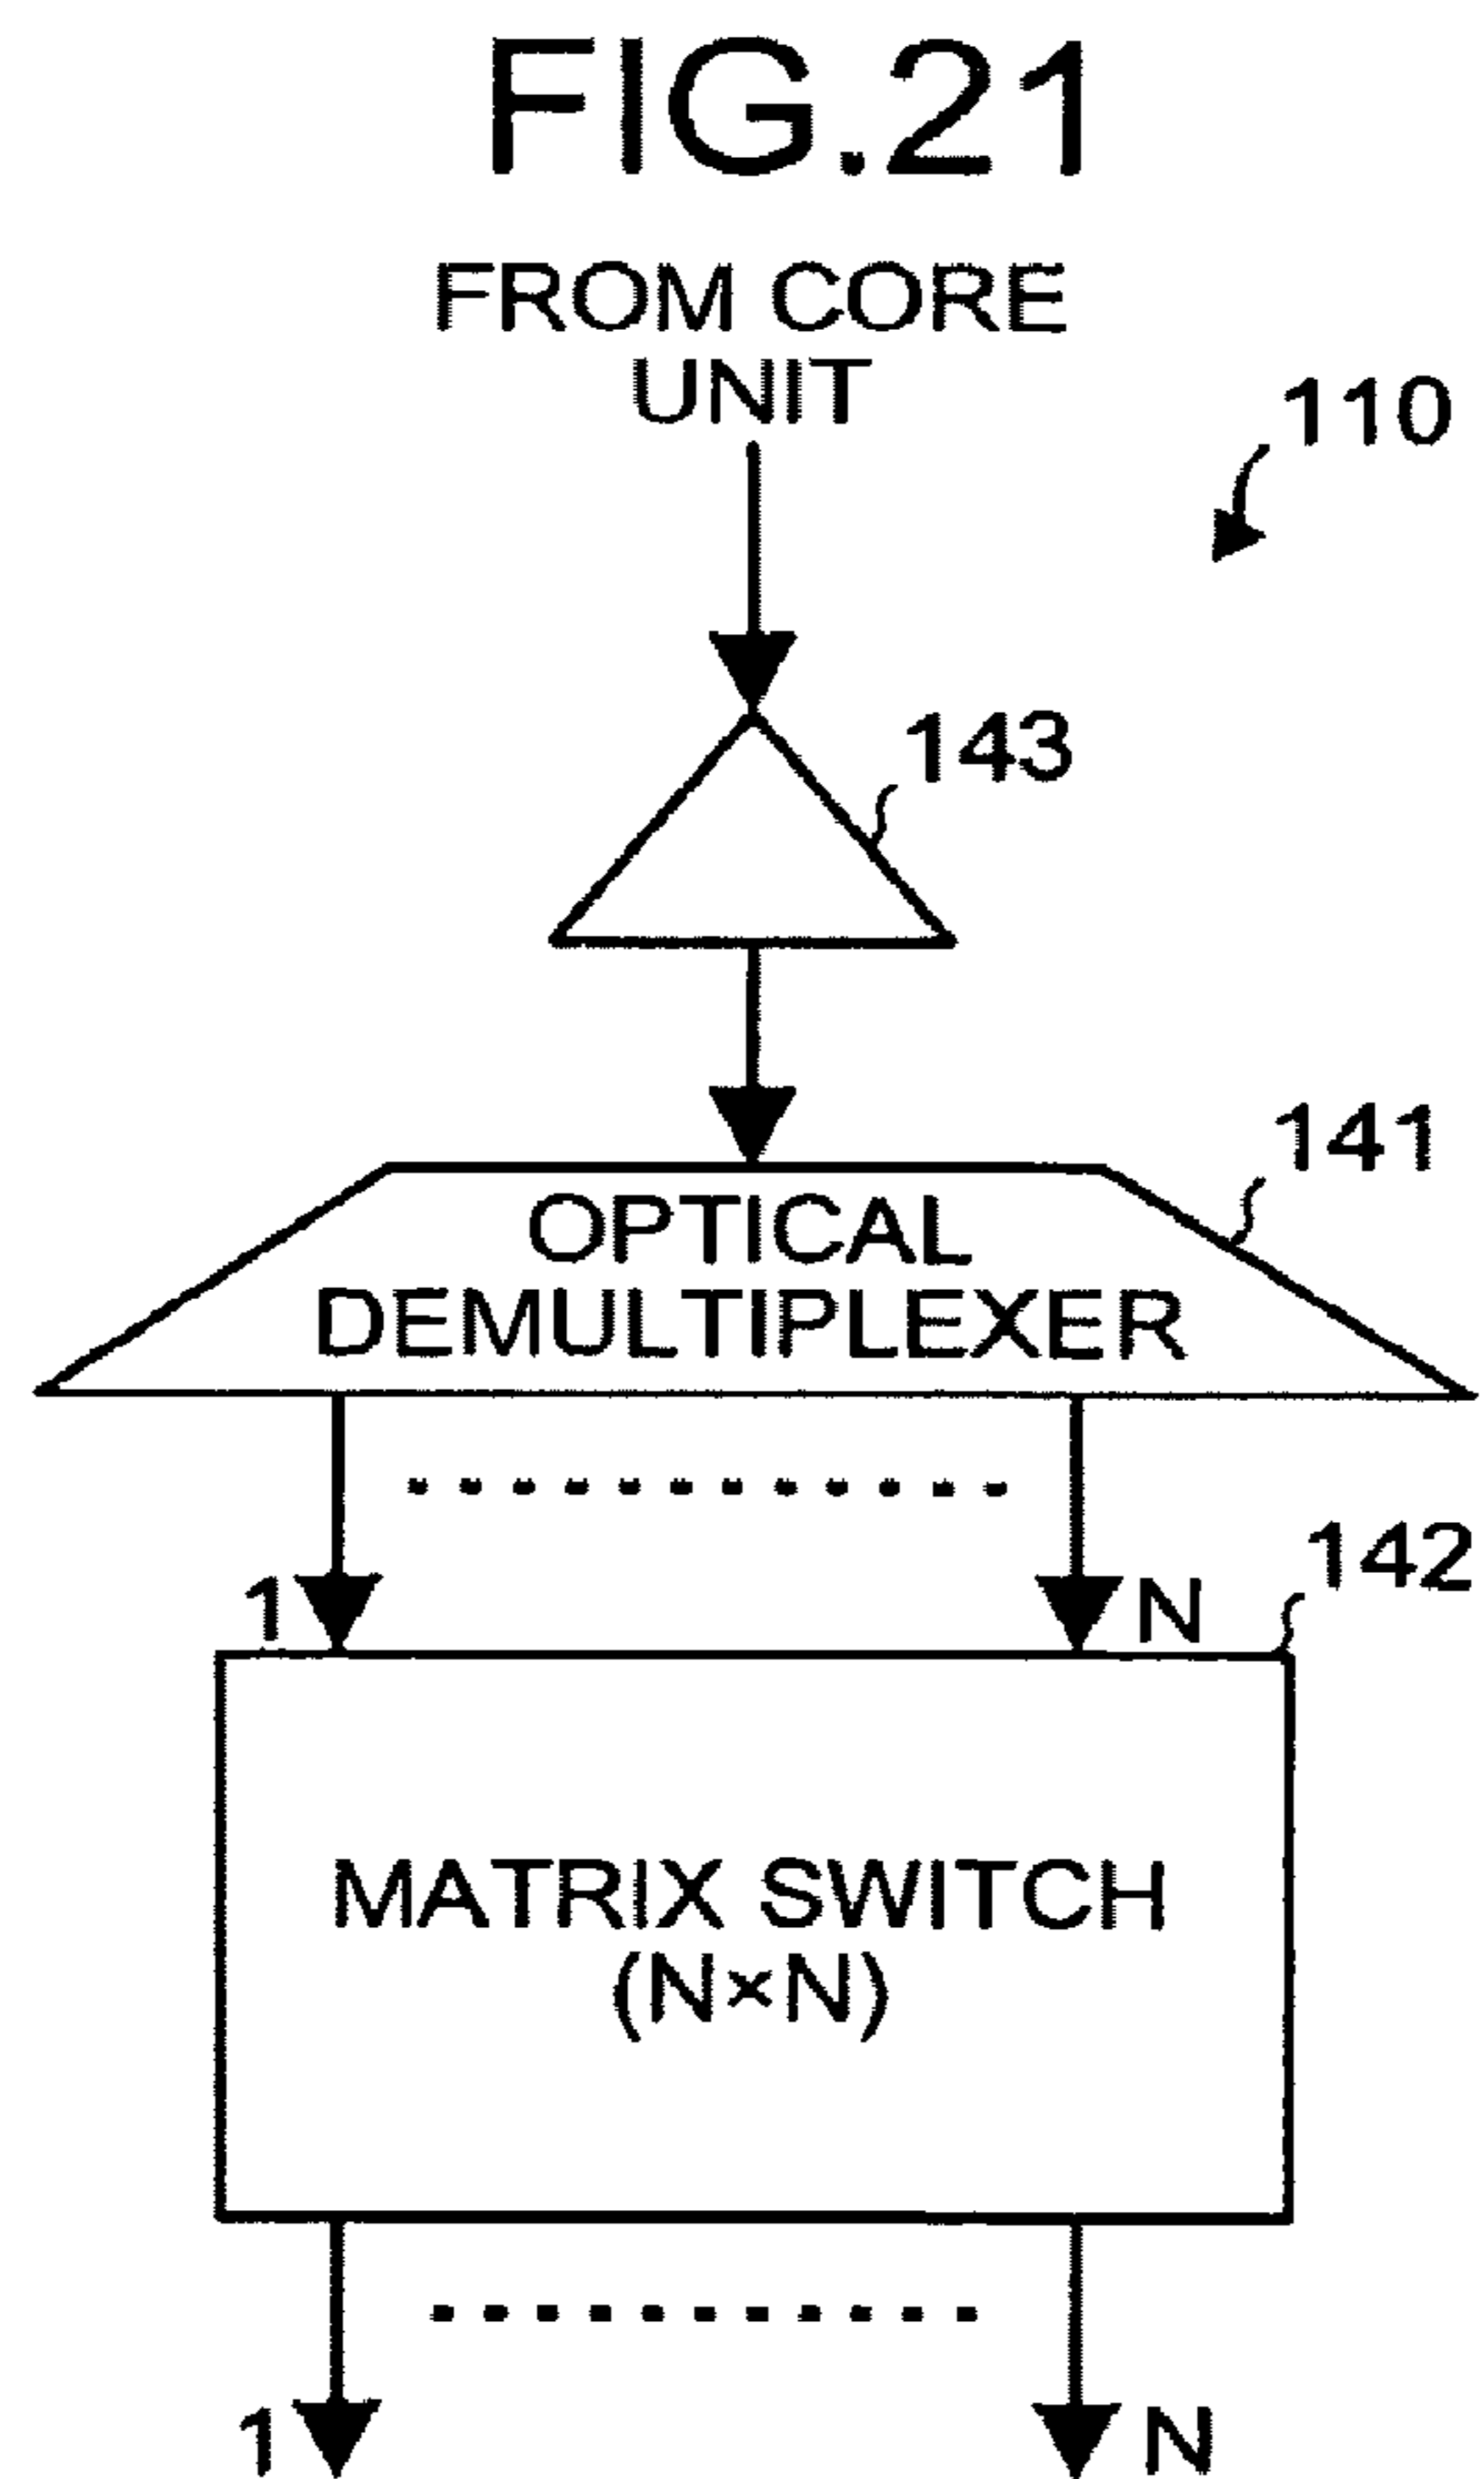 FIG.21
FROM CORE
UNIT
110
143
141
OPTICAL
DEMULTIPLEXER
142
1
N
MATRIX SWITCH
(N×N)
1
N